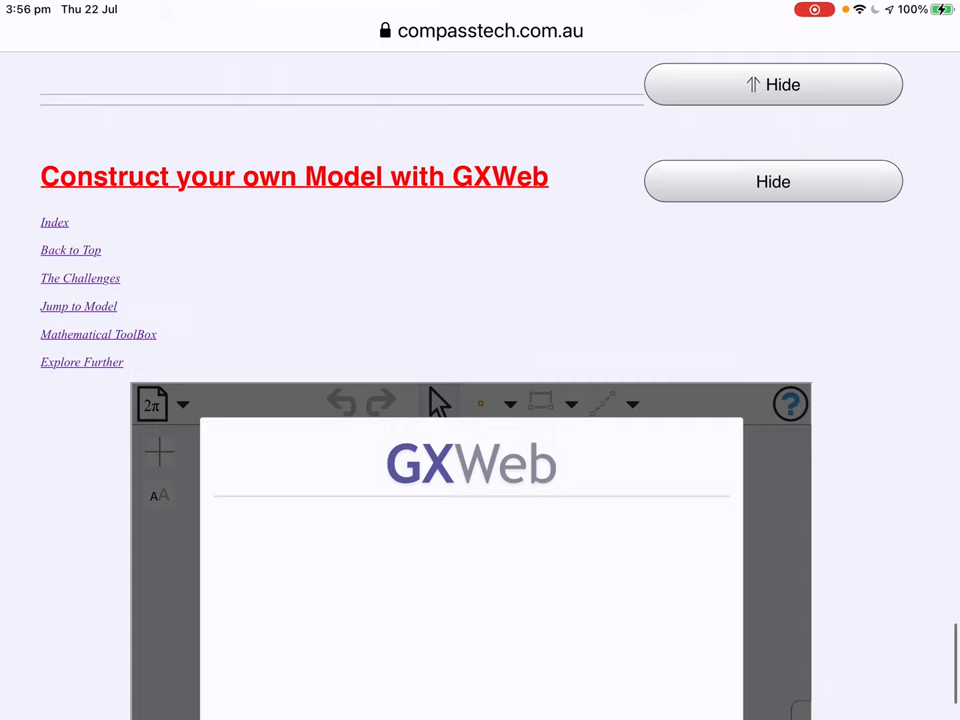 3:56 pm Thu 22 Jul
100%
compasstech.com.au
⇑ Hide
Construct your own Model with GXWeb
Hide
Index
Back to Top
The Challenges
Jump to Model
Mathematical ToolBox
Explore Further
2π
?
GXWeb
AA